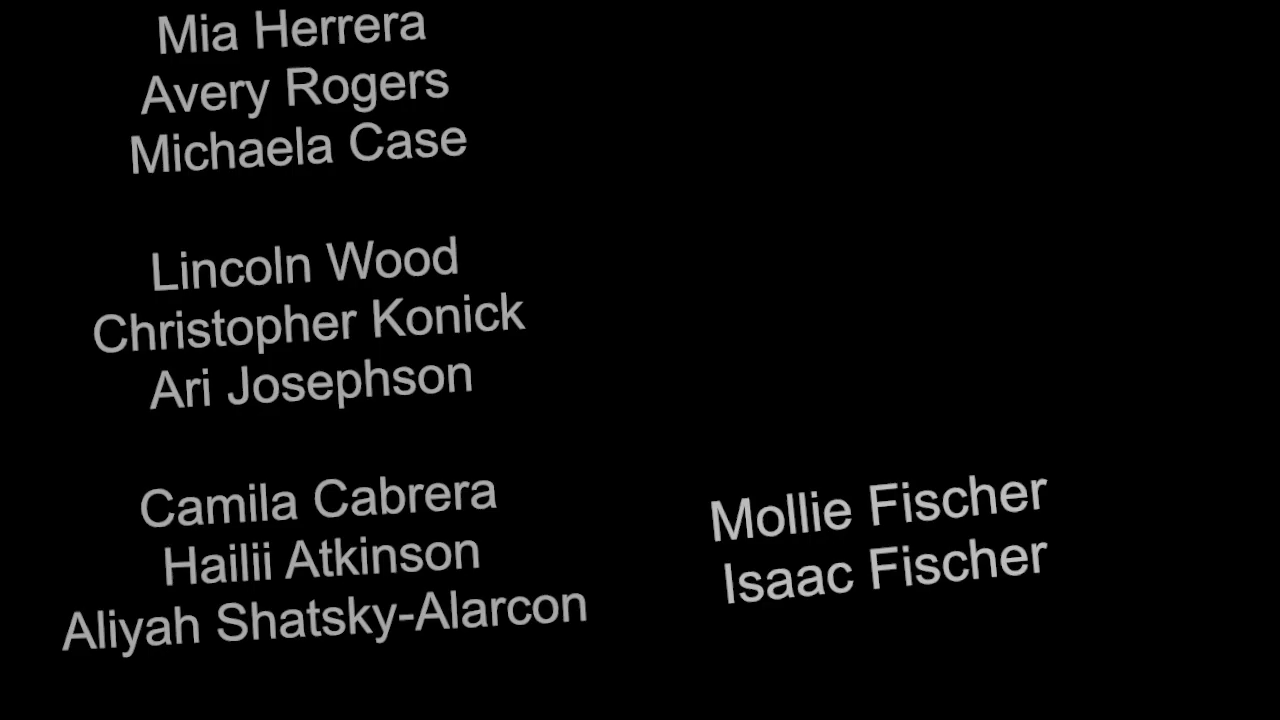 Mia Herrera
Avery Rogers
Michaela Case
Lincoln Wood
Christopher Konick
Ari Josephson
Camila Cabrera
Hailii Atkinson
Aliyah Shatsky-Alarcon
Mollie Fischer
Isaac Fischer